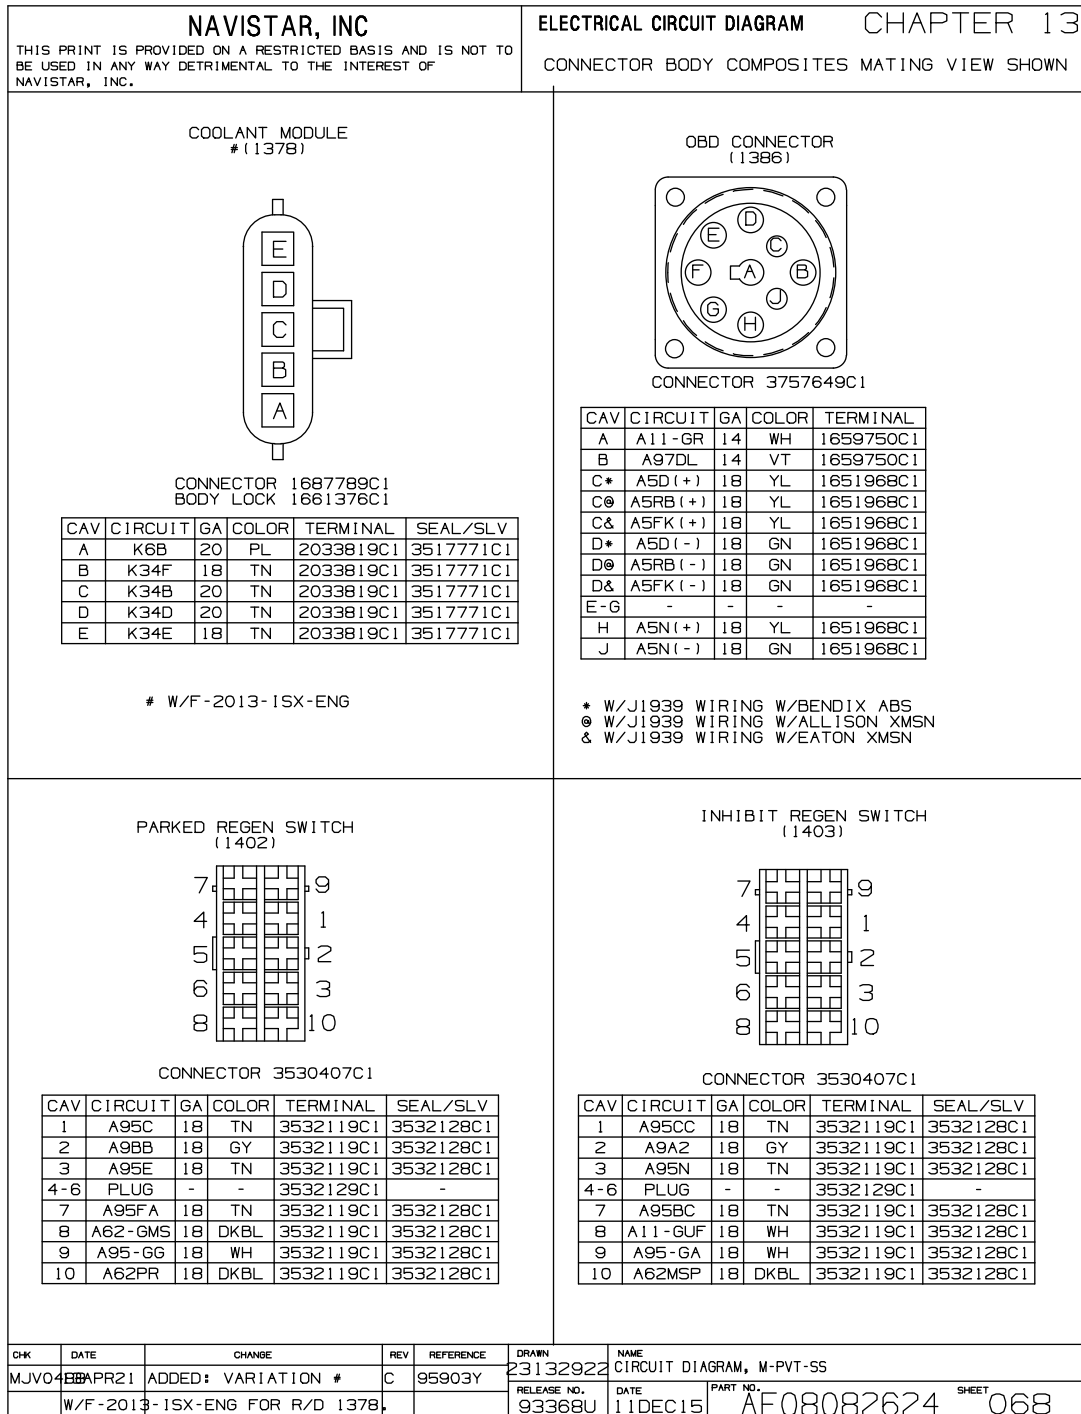 NAVISTAR, INC
THIS PRINT IS PROVIDED ON A RESTRICTED BASIS AND IS NOT TO
BE USED IN ANY WAY DETRIMENTAL TO THE INTEREST OF
NAVISTAR, INC.
ELECTRICAL CIRCUIT DIAGRAM CHAPTER 13
CONNECTOR BODY COMPOSITES MATING VIEW SHOWN
COOLANT MODULE
#(1378)
E
D
C
B
A
CONNECTOR 1687789C1
BODY LOCK 1661376C1
CAV CIRCUIT GA COLOR TERMINAL SEAL/SLV
A K6B 20 PL 2033819C1 3517771C1
B K34F 18 TN 2033819C1 3517771C1
C K34B 20 TN 2033819C1 3517771C1
D K34D 20 TN 2033819C1 3517771C1
E K34E 18 TN 2033819C1 3517771C1
# W/F-2013-ISX-ENG
OBD CONNECTOR
(1386)
D
E C
F A B
G J
H
CONNECTOR 3757649C1
CAV CIRCUIT GA COLOR TERMINAL
A A11-GR 14 WH 1659750C1
B A97DL 14 VT 1659750C1
C* A5D(+) 18 YL 1651968C1
C@ A5RB(+) 18 YL 1651968C1
C& A5FK(+) 18 YL 1651968C1
D* A5D(-) 18 GN 1651968C1
D@ A5RB(-) 18 GN 1651968C1
D& A5FK(-) 18 GN 1651968C1
E-G - - - -
H A5N(+) 18 YL 1651968C1
J A5N(-) 18 GN 1651968C1
* W/J1939 WIRING W/BENDIX ABS
@ W/J1939 WIRING W/ALLISON XMSN
& W/J1939 WIRING W/EATON XMSN
PARKED REGEN SWITCH
(1402)
7 9
4 1
5 2
6 3
8 10
CONNECTOR 3530407C1
CAV CIRCUIT GA COLOR TERMINAL SEAL/SLV
1 A95C 18 TN 3532119C1 3532128C1
2 A9BB 18 GY 3532119C1 3532128C1
3 A95E 18 TN 3532119C1 3532128C1
4-6 PLUG - - 3532129C1 -
7 A95FA 18 TN 3532119C1 3532128C1
8 A62-GMS 18 DKBL 3532119C1 3532128C1
9 A95-GG 18 WH 3532119C1 3532128C1
10 A62PR 18 DKBL 3532119C1 3532128C1
INHIBIT REGEN SWITCH
(1403)
7 9
4 1
5 2
6 3
8 10
CONNECTOR 3530407C1
CAV CIRCUIT GA COLOR TERMINAL SEAL/SLV
1 A95CC 18 TN 3532119C1 3532128C1
2 A9A2 18 GY 3532119C1 3532128C1
3 A95N 18 TN 3532119C1 3532128C1
4-6 PLUG - - 3532129C1 -
7 A95BC 18 TN 3532119C1 3532128C1
8 A11-GUF 18 WH 3532119C1 3532128C1
9 A95-GA 18 WH 3532119C1 3532128C1
10 A62MSP 18 DKBL 3532119C1 3532128C1
CHK DATE CHANGE REV REFERENCE
ADDED: VARIATION # C 95903Y
W/F-2013-ISX-ENG FOR R/D 1378.
DRAWN
23132922
NAME
CIRCUIT DIAGRAM, M-PVT-SS
RELEASE NO.
93368U
DATE
11DEC15
PART NO.
AF08082624
SHEET
068